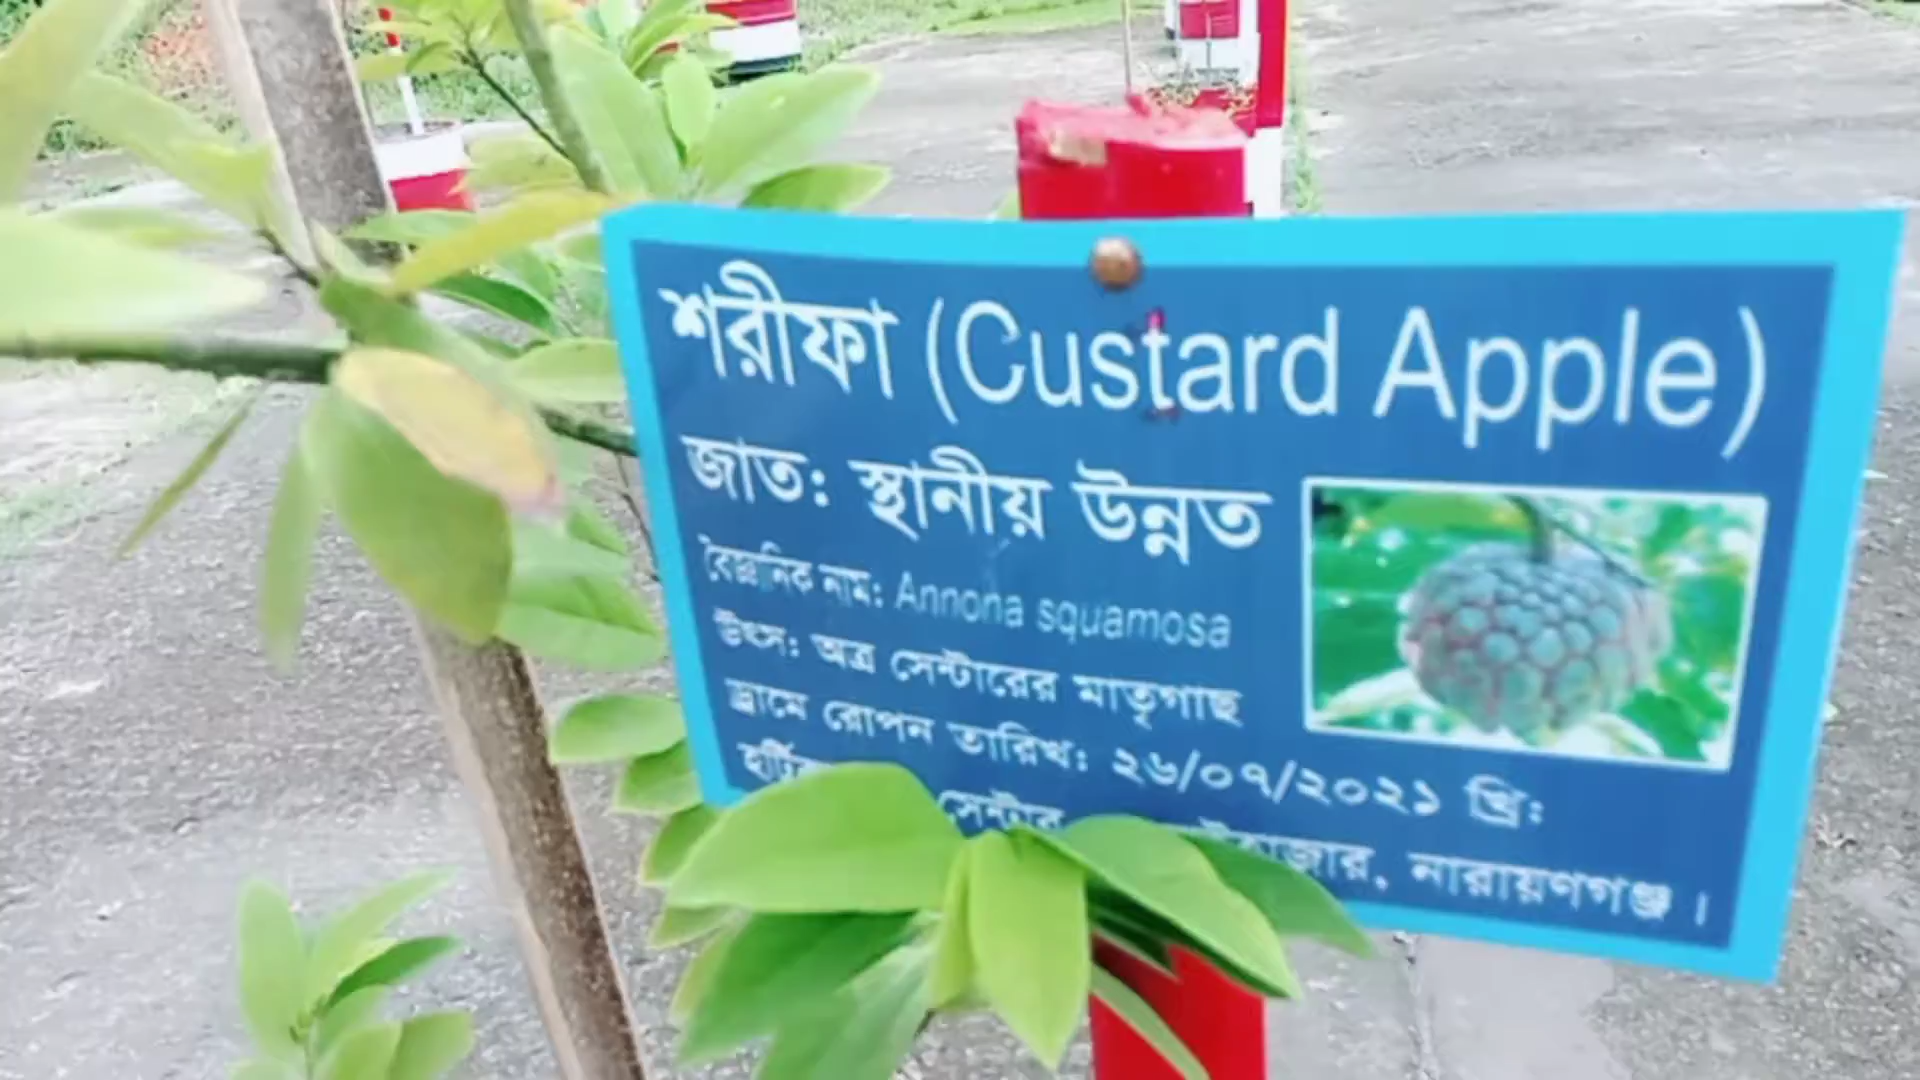 শরীফা (Custard Apple)
জাত: স্থানীয় উন্নত
বৈজ্ঞানিক নাম: Annona squamosa
উৎস: অত্র সেন্টারের মাতৃগাছ
ড্রামে রোপন তারিখ: ২৬/০৭/২০২১ খ্রি:
সেন্টার, নারায়ণগঞ্জ।